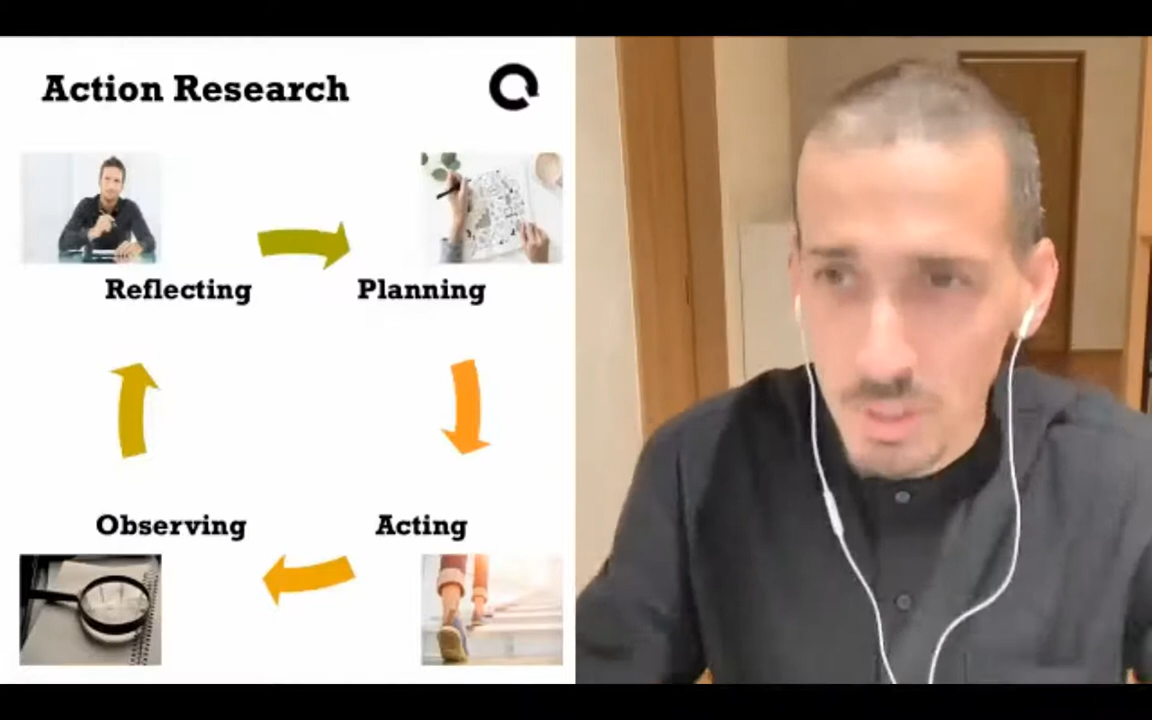 Action Research
Reflecting
Planning
Observing
Acting